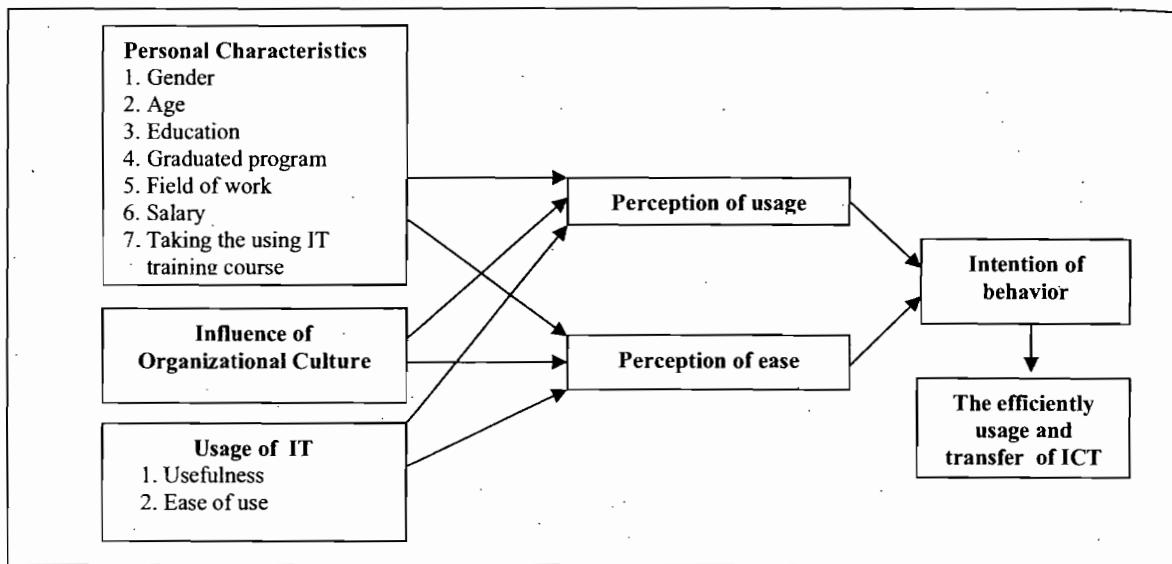 Personal Characteristics
1. Gender
2. Age
3. Education
4. Graduated program
5. Field of work
6. Salary
7. Taking the using IT
training course
Influence of
Organizational Culture
Usage of IT
1. Usefulness
2. Ease of use
Perception of usage
Perception of ease
Intention of
behavior
The efficiently
usage and
transfer of ICT